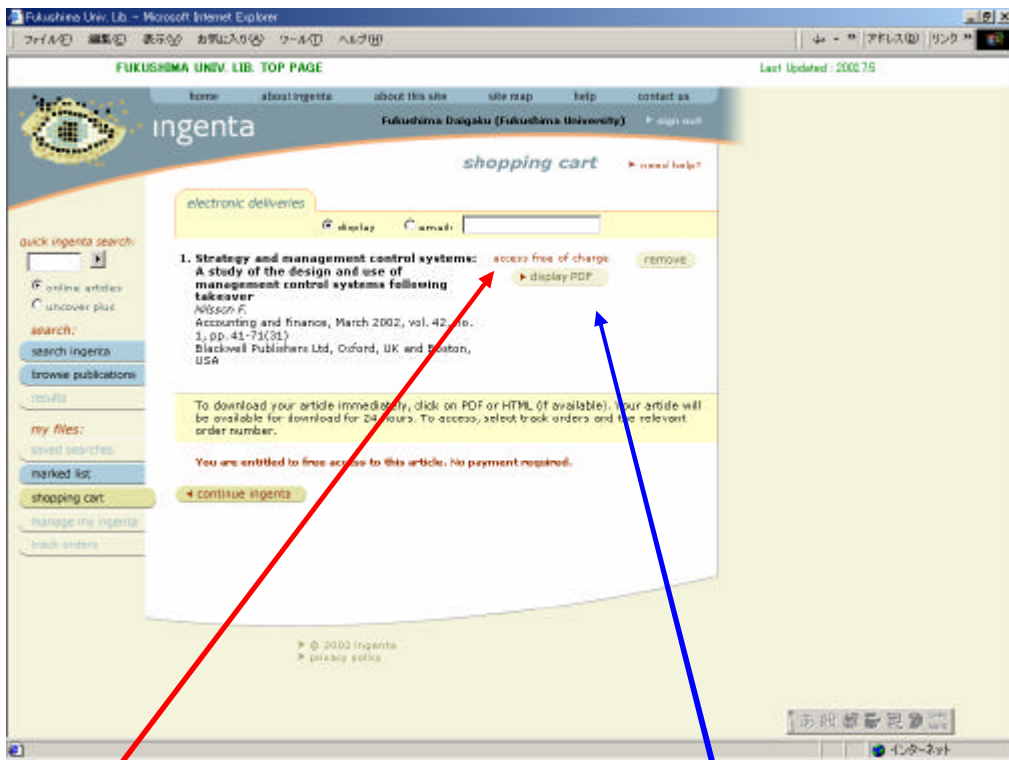 Fukushima Univ. Lib. - Microsoft Internet Explorer
ファイル(F) 編集(E) 表示(V) お気に入り(A) ツール(T) ヘルプ(H)
アドレス(D) リンク »
FUKUSHIMA UNIV. LIB. TOP PAGE
Last Updated : 2002.7.5
home about ingenta about this site site map help contact us
ingenta
Fukushima Daigaku (Fukushima University) sign out
shopping cart need help?
electronic deliveries
display email:
quick ingenta search:
online articles
uncover plus
search:
search ingenta
browse publications
results
my files:
saved searches
marked list
shopping cart
manage my ingenta
track orders
1. Strategy and management control systems:
A study of the design and use of
management control systems following
takeover
Nilsson F.
Accounting and Finance, March 2002, vol. 42, no.
1, pp. 41-71(31)
Blackwell Publishers Ltd, Oxford, UK and Boston,
USA
access free of charge
display PDF
remove
To download your article immediately, click on PDF or HTML (if available). Your article will
be available for download for 24 hours. To access, select track orders and the relevant
order number.
You are entitled to free access to this article. No payment required.
continue ingenta
© 2002 ingenta
privacy policy
インターネット